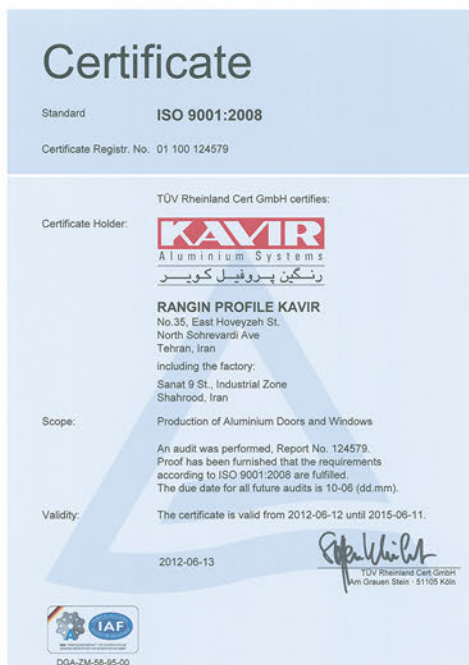 Certificate
Standard ISO 9001:2008
Certificate Registr. No. 01 100 124579
TÜV Rheinland Cert GmbH certifies:
Certificate Holder:
KAVIR
Aluminium Systems
رنگین پروفیل کویر
RANGIN PROFILE KAVIR
No.35, East Hoveyzeh St.
North Sohrevardi Ave
Tehran, Iran
including the factory:
Sanat 9 St., Industrial Zone
Shahrood, Iran
Scope: Production of Aluminium Doors and Windows
An audit was performed, Report No. 124579.
Proof has been furnished that the requirements
according to ISO 9001:2008 are fulfilled.
The due date for all future audits is 10-06 (dd.mm).
Validity: The certificate is valid from 2012-06-12 until 2015-06-11.
2012-06-13
TÜV Rheinland Cert GmbH
Am Grauen Stein · 51105 Köln
IAF
DGA-ZM-58-95-00